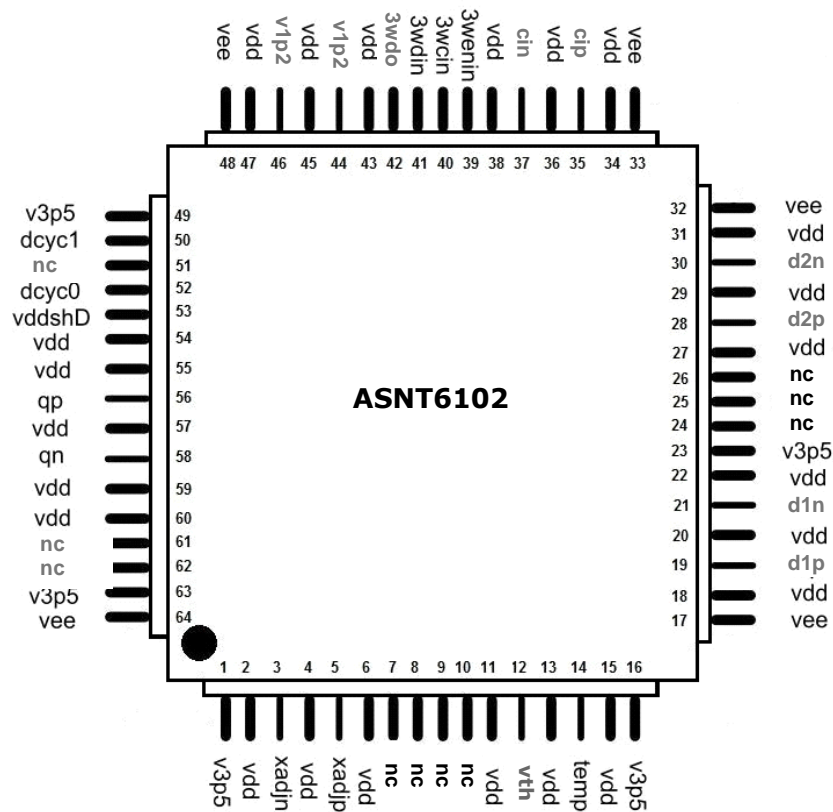 vee vdd v1p2 vdd v1p2 vdd 3wdo 3wdin 3wcin 3wenin vdd cin vdd cip vdd vee
48 47 46 45 44 43 42 41 40 39 38 37 36 35 34 33
v3p5 49
dcyc1 50
nc 51
dcyc0 52
vddshD 53
vdd 54
vdd 55
qp 56
vdd 57
qn 58
vdd 59
vdd 60
nc 61
nc 62
v3p5 63
vee 64
ASNT6102
32 vee
31 vdd
30 d2n
29 vdd
28 d2p
27 vdd
26 nc
25 nc
24 nc
23 v3p5
22 vdd
21 d1n
20 vdd
19 d1p
18 vdd
17 vee
1 2 3 4 5 6 7 8 9 10 11 12 13 14 15 16
v3p5 vdd xadjn vdd xadjp vdd nc nc nc nc vdd vth vdd temp vdd v3p5